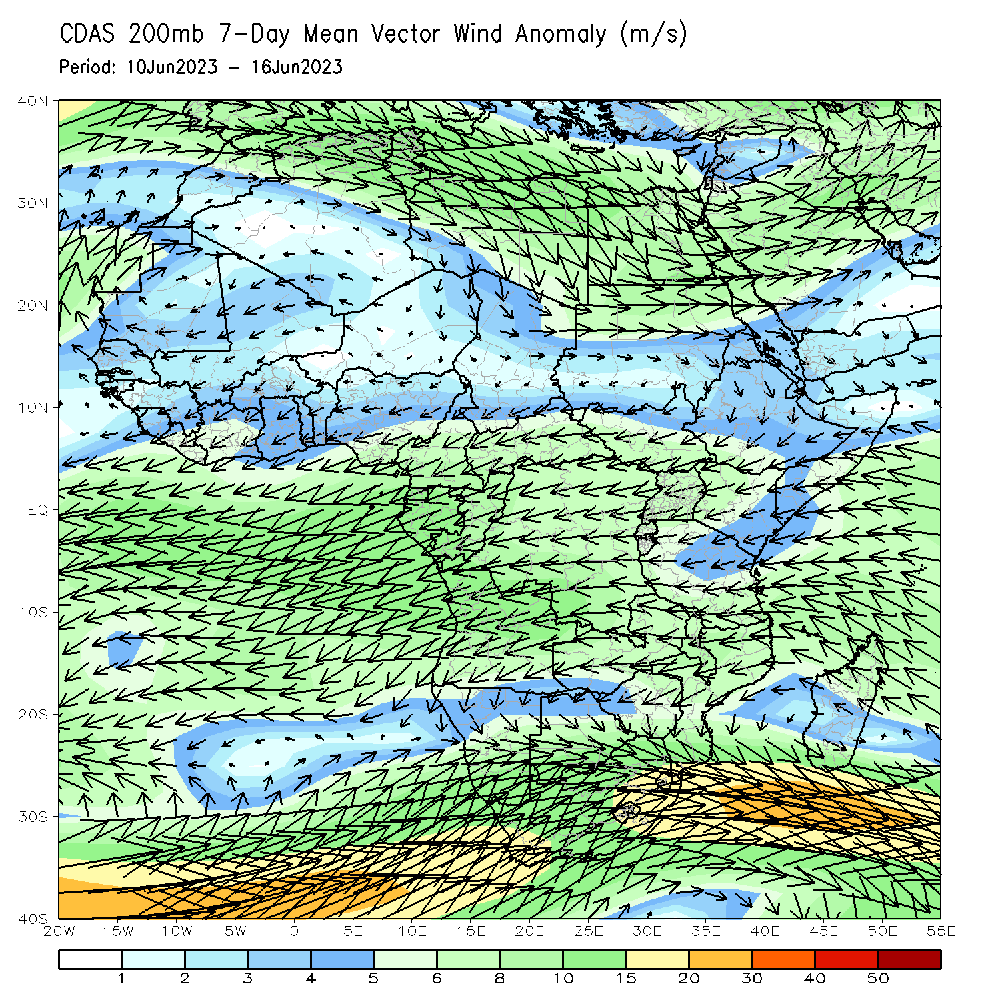 CDAS 200mb 7-Day Mean Vector Wind Anomaly (m/s)
Period: 10Jun2023 - 16Jun2023
40N
30N
20N
10N
EQ
10S
20S
30S
40S
20W 15W 10W 5W 0 5E 10E 15E 20E 25E 30E 35E 40E 45E 50E 55E
1 2 3 4 5 6 8 10 15 20 30 40 50